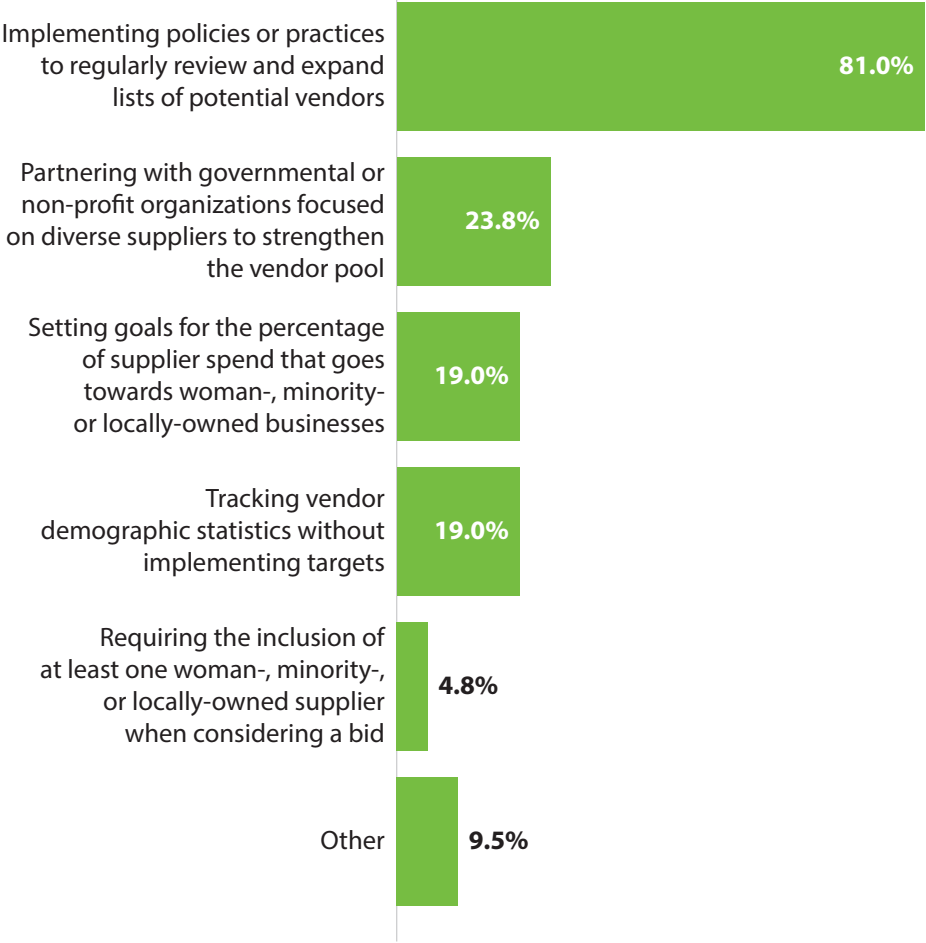 Implementing policies or practices
to regularly review and expand
lists of potential vendors
81.0%
Partnering with governmental or
non-profit organizations focused
on diverse suppliers to strengthen
the vendor pool
23.8%
Setting goals for the percentage
of supplier spend that goes
towards woman-, minority-
or locally-owned businesses
19.0%
Tracking vendor
demographic statistics without
implementing targets
19.0%
Requiring the inclusion of
at least one woman-, minority-,
or locally-owned supplier
when considering a bid
4.8%
Other
9.5%